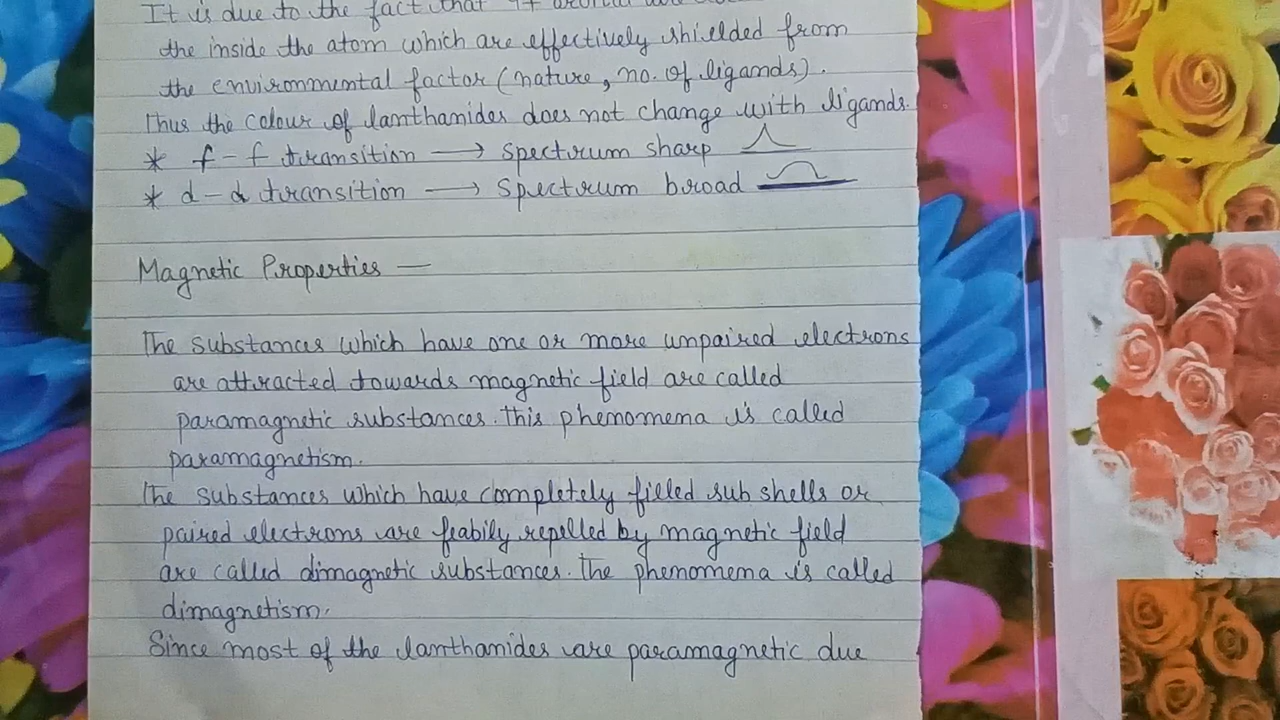 It is due to the fact that 4f orbital
the inside the atom which are effectively shielded from
the environmental factor (nature, no. of ligands).
Thus the colour of lanthanides does not change with ligands.
* f-f transition ⟶ spectrum sharp
* d-d transition ⟶ spectrum broad
Magnetic Properties —
The substances which have one or more unpaired electrons
are attracted towards magnetic field are called
paramagnetic substances. This phenomena is called
paramagnetism.
The substances which have completely filled sub shells or
paired electrons are feabily repelled by magnetic field
are called dimagnetic substances. The phenomema is called
dimagnetism.
Since most of the lanthanides are paramagnetic due